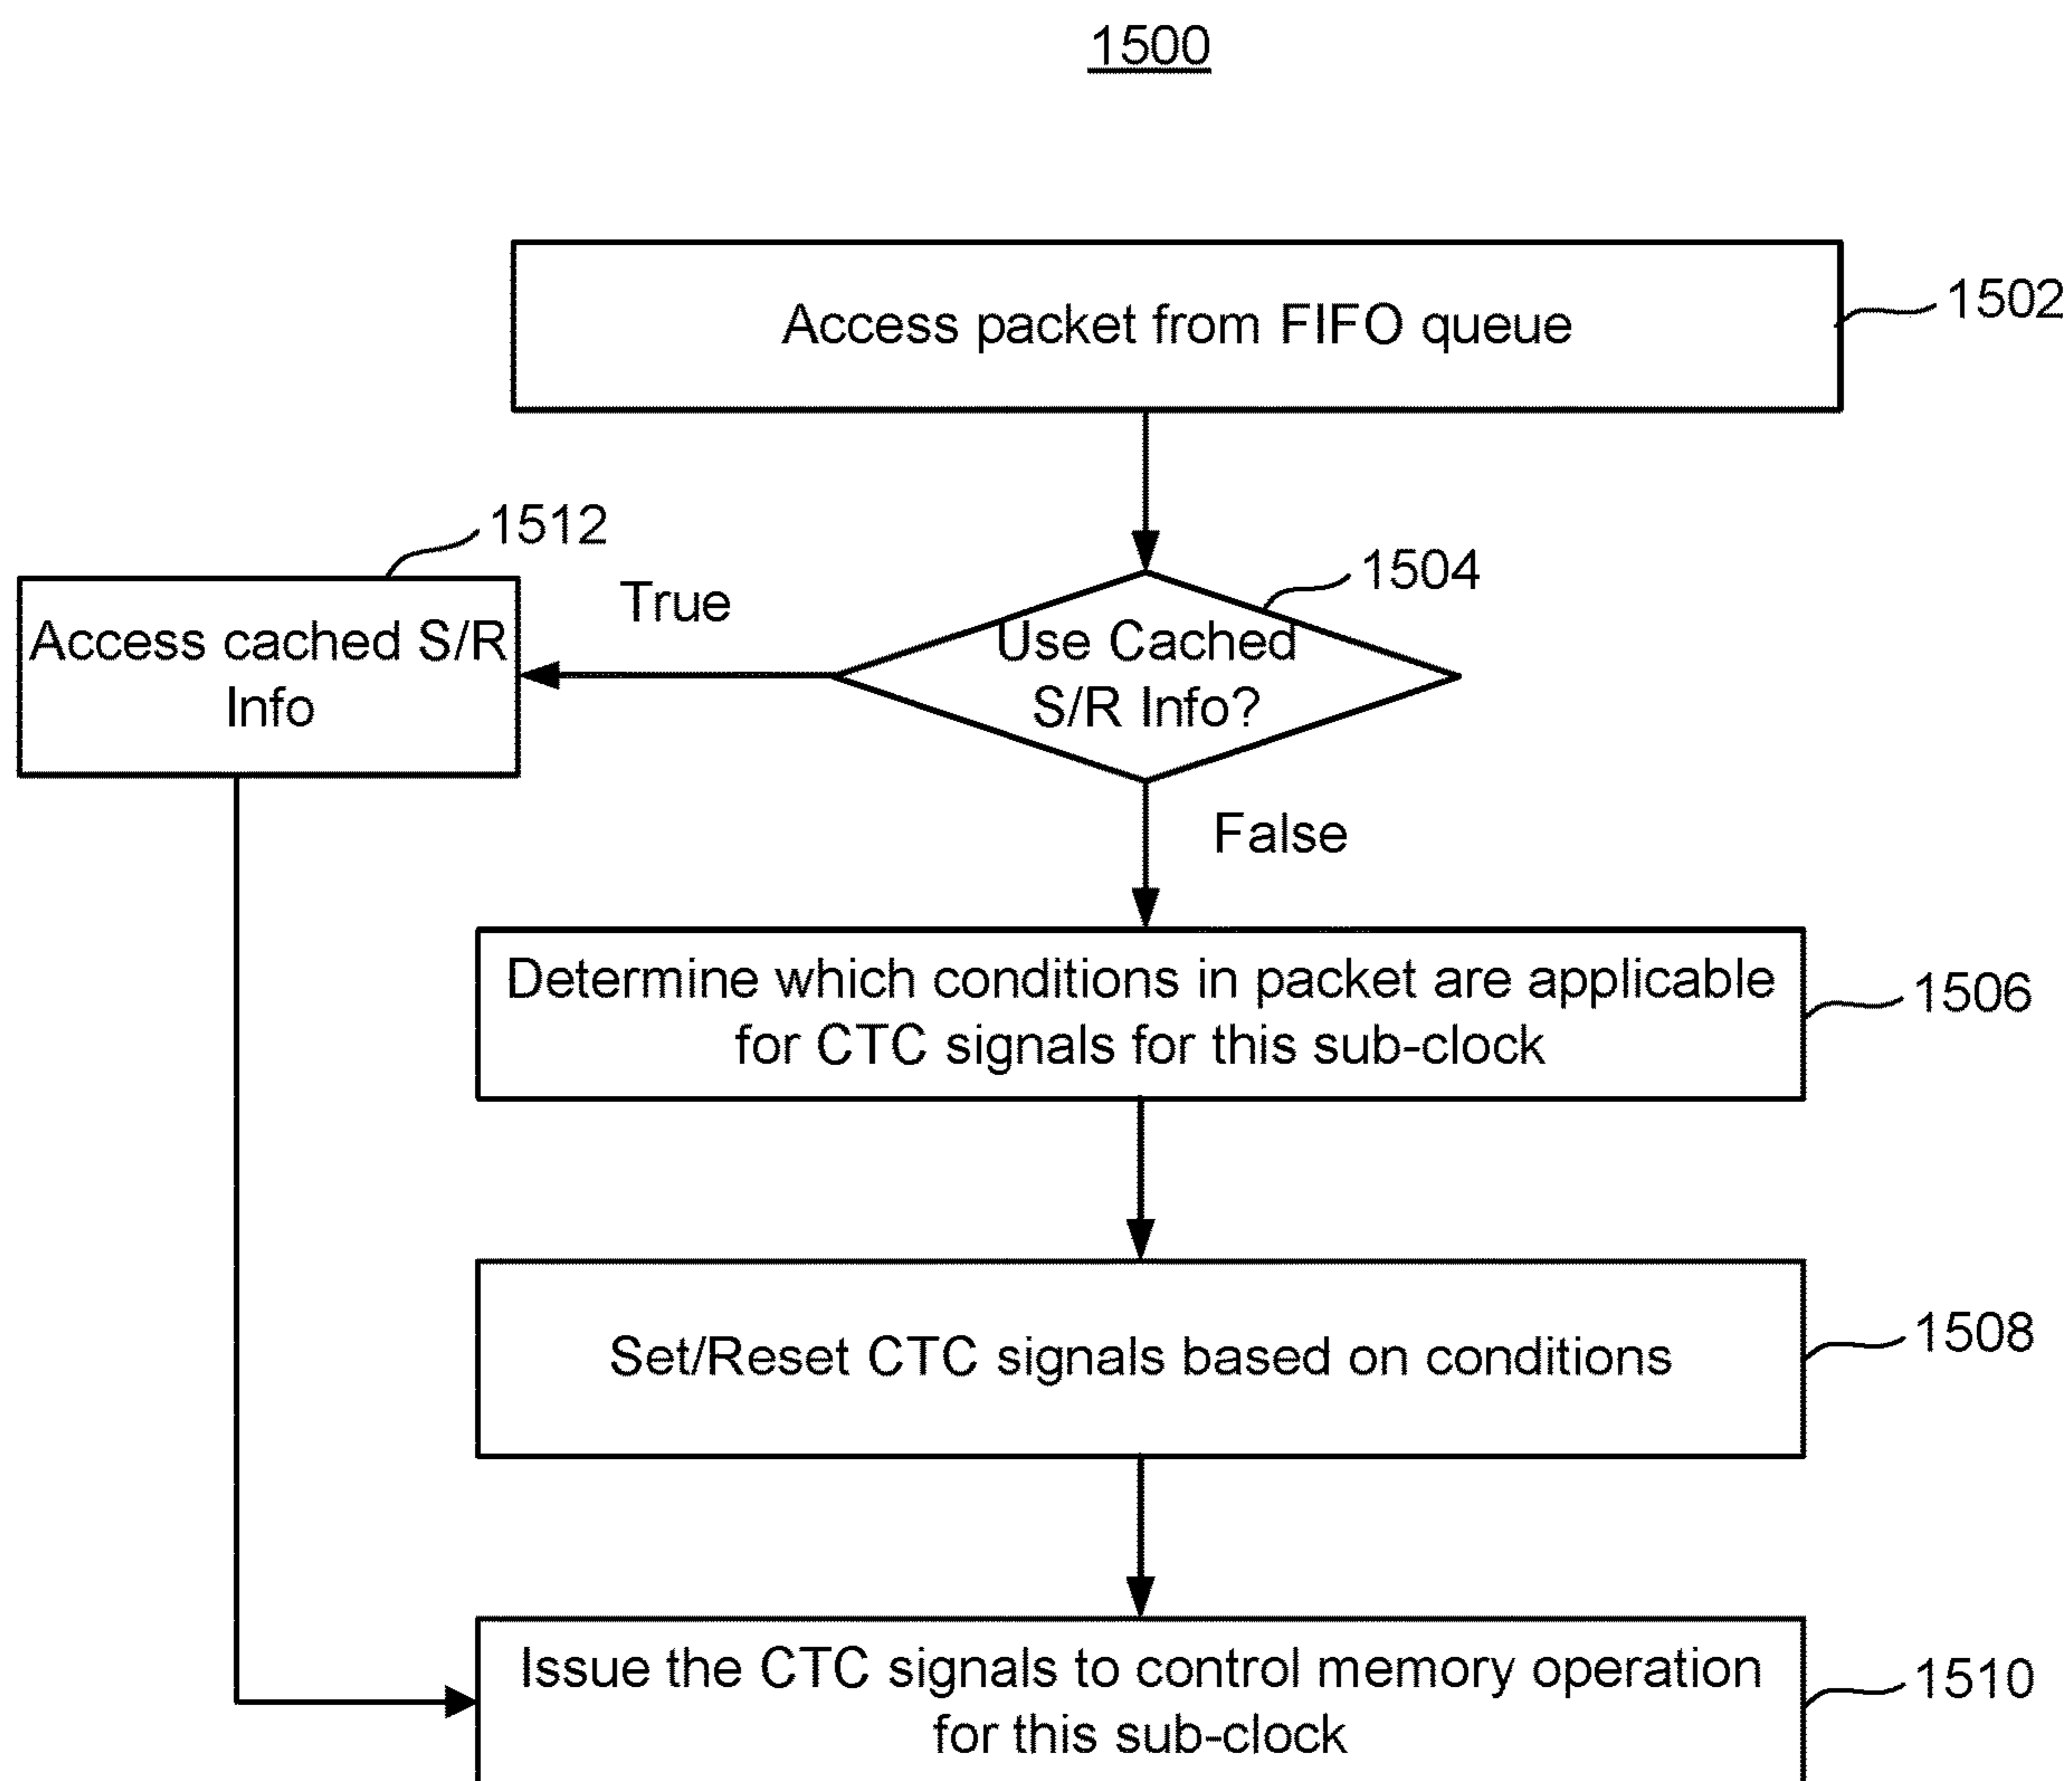 1500
Access packet from FIFO queue
1502
1512
1504
True
Access cached S/R
Info
Use Cached
S/R Info?
False
Determine which conditions in packet are applicable
for CTC signals for this sub-clock
1506
Set/Reset CTC signals based on conditions
1508
Issue the CTC signals to control memory operation
for this sub-clock
1510